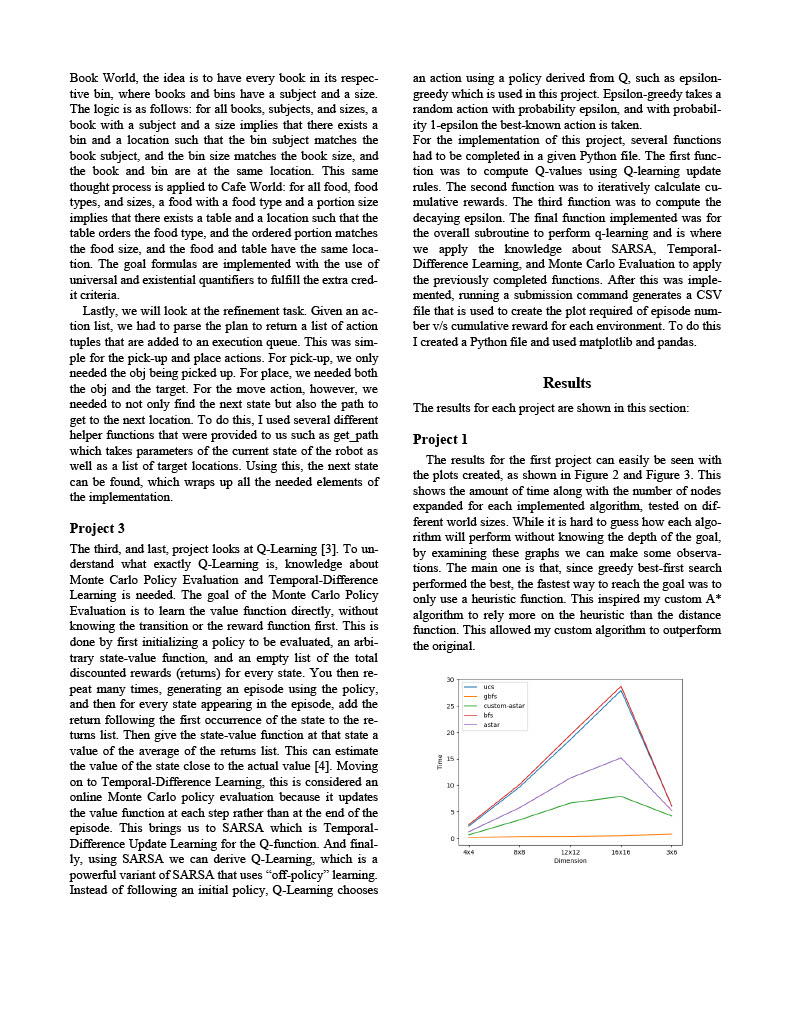 Book World, the idea is to have every book in its respec-
tive bin, where books and bins have a subject and a size.
The logic is as follows: for all books, subjects, and sizes, a
book with a subject and a size implies that there exists a
bin and a location such that the bin subject matches the
book subject, and the bin size matches the book size, and
the book and bin are at the same location. This same
thought process is applied to Cafe World: for all food, food
types, and sizes, a food with a food type and a portion size
implies that there exists a table and a location such that the
table orders the food type, and the ordered portion matches
the food size, and the food and table have the same loca-
tion. The goal formulas are implemented with the use of
universal and existential quantifiers to fulfill the extra cred-
it criteria.
Lastly, we will look at the refinement task. Given an ac-
tion list, we had to parse the plan to return a list of action
tuples that are added to an execution queue. This was sim-
ple for the pick-up and place actions. For pick-up, we only
needed the obj being picked up. For place, we needed both
the obj and the target. For the move action, however, we
needed to not only find the next state but also the path to
get to the next location. To do this, I used several different
helper functions that were provided to us such as get_path
which takes parameters of the current state of the robot as
well as a list of target locations. Using this, the next state
can be found, which wraps up all the needed elements of
the implementation.
Project 3
The third, and last, project looks at Q-Learning [3]. To un-
derstand what exactly Q-Learning is, knowledge about
Monte Carlo Policy Evaluation and Temporal-Difference
Learning is needed. The goal of the Monte Carlo Policy
Evaluation is to learn the value function directly, without
knowing the transition or the reward function first. This is
done by first initializing a policy to be evaluated, an arbi-
trary state-value function, and an empty list of the total
discounted rewards (returns) for every state. You then re-
peat many times, generating an episode using the policy,
and then for every state appearing in the episode, add the
return following the first occurrence of the state to the re-
turns list. Then give the state-value function at that state a
value of the average of the returns list. This can estimate
the value of the state close to the actual value [4]. Moving
on to Temporal-Difference Learning, this is considered an
online Monte Carlo policy evaluation because it updates
the value function at each step rather than at the end of the
episode. This brings us to SARSA which is Temporal-
Difference Update Learning for the Q-function. And final-
ly, using SARSA we can derive Q-Learning, which is a
powerful variant of SARSA that uses “off-policy” learning.
Instead of following an initial policy, Q-Learning chooses
an action using a policy derived from Q, such as epsilon-
greedy which is used in this project. Epsilon-greedy takes a
random action with probability epsilon, and with probabil-
ity 1-epsilon the best-known action is taken.
For the implementation of this project, several functions
had to be completed in a given Python file. The first func-
tion was to compute Q-values using Q-learning update
rules. The second function was to iteratively calculate cu-
mulative rewards. The third function was to compute the
decaying epsilon. The final function implemented was for
the overall subroutine to perform q-learning and is where
we apply the knowledge about SARSA, Temporal-
Difference Learning, and Monte Carlo Evaluation to apply
the previously completed functions. After this was imple-
mented, running a submission command generates a CSV
file that is used to create the plot required of episode num-
ber v/s cumulative reward for each environment. To do this
I created a Python file and used matplotlib and pandas.
Results
The results for each project are shown in this section:
Project 1
The results for the first project can easily be seen with
the plots created, as shown in Figure 2 and Figure 3. This
shows the amount of time along with the number of nodes
expanded for each implemented algorithm, tested on dif-
ferent world sizes. While it is hard to guess how each algo-
rithm will perform without knowing the depth of the goal,
by examining these graphs we can make some observa-
tions. The main one is that, since greedy best-first search
performed the best, the fastest way to reach the goal was to
only use a heuristic function. This inspired my custom A*
algorithm to rely more on the heuristic than the distance
function. This allowed my custom algorithm to outperform
the original.
30
25
20
15
10
5
0
Time
ucs
gbfs
custom-astar
bfs
astar
4x4
8x8
12x12
16x16
3x6
Dimension